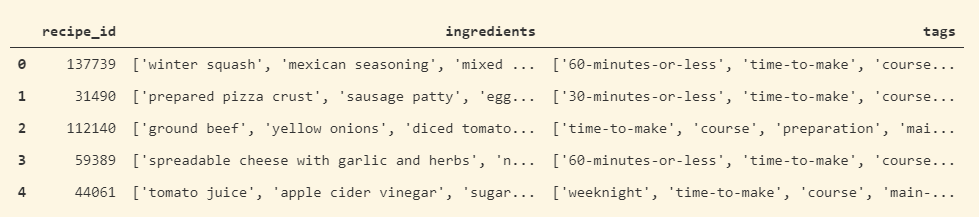 recipe_id ingredients tags
0 137739 ['winter squash', 'mexican seasoning', 'mixed ... ['60-minutes-or-less', 'time-to-make', 'course...
1 31490 ['prepared pizza crust', 'sausage patty', 'egg... ['30-minutes-or-less', 'time-to-make', 'course...
2 112140 ['ground beef', 'yellow onions', 'diced tomato... ['time-to-make', 'course', 'preparation', 'mai...
3 59389 ['spreadable cheese with garlic and herbs', 'n... ['60-minutes-or-less', 'time-to-make', 'course...
4 44061 ['tomato juice', 'apple cider vinegar', 'sugar... ['weeknight', 'time-to-make', 'course', 'main-...